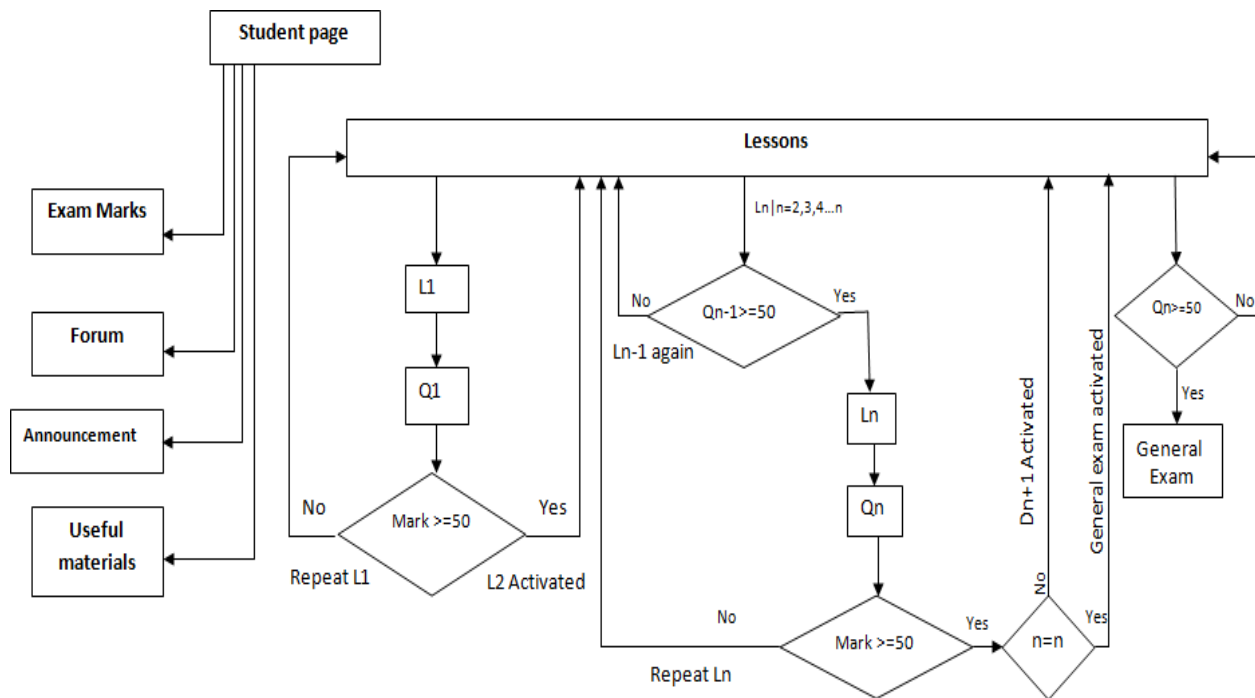 Student page
Lessons
Exam Marks
Forum
Announcement
Useful
materials
L1
Q1
Mark >=50
No
Repeat L1
Yes
L2 Activated
Ln|n=2,3,4...n
Qn-1>=50
No
Ln-1 again
Yes
Ln
Qn
Mark >=50
No
Repeat Ln
Yes
n=n
No
Dn+1 Activated
Yes
General exam activated
Qn>=50
No
Yes
General
Exam